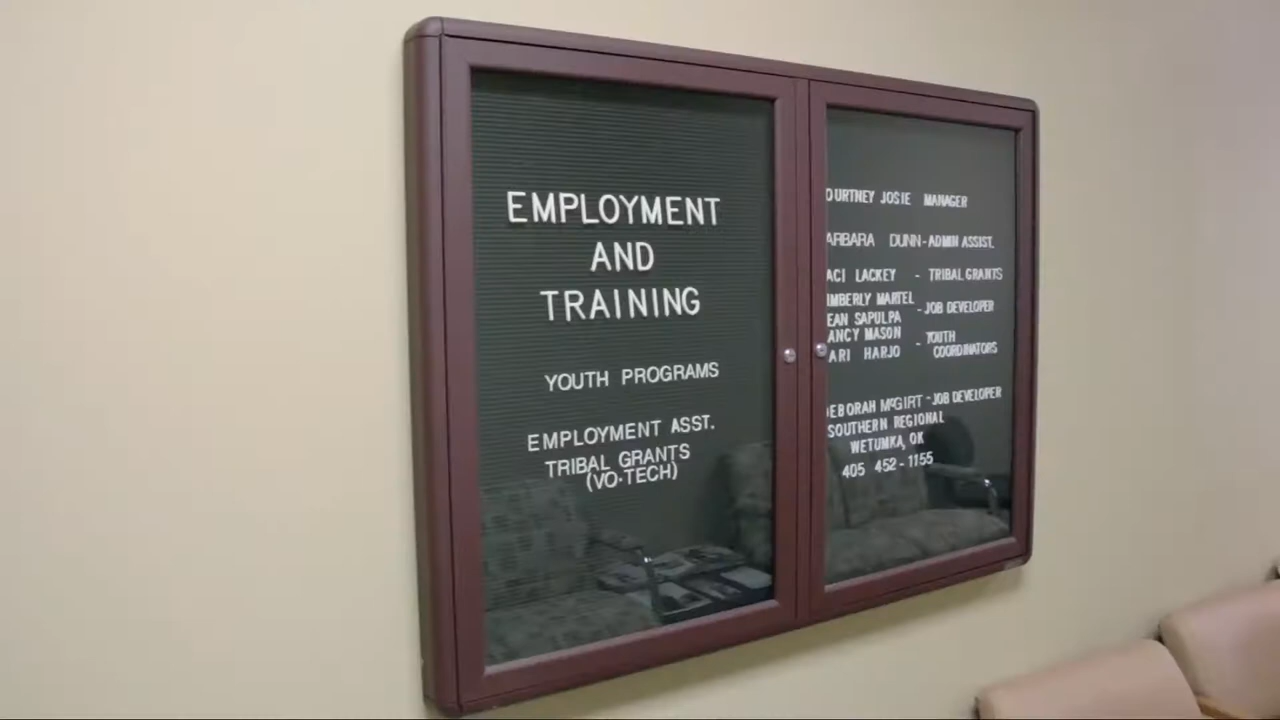 EMPLOYMENT
AND
TRAINING
YOUTH PROGRAMS
EMPLOYMENT ASST.
TRIBAL GRANTS
(VO-TECH)
OURTNEY JOSIE MANAGER
ARBARA DUNN - ADMIN ASSIST.
ACI LACKEY - TRIBAL GRANTS
IMBERLY MARTEL
EAN SAPULPA - JOB DEVELOPER
ANCY MASON
ARI HARJO - YOUTH
COORDINATORS
DEBORAH McGIRT - JOB DEVELOPER
SOUTHERN REGIONAL
WETUMKA, OK
405 452-1155